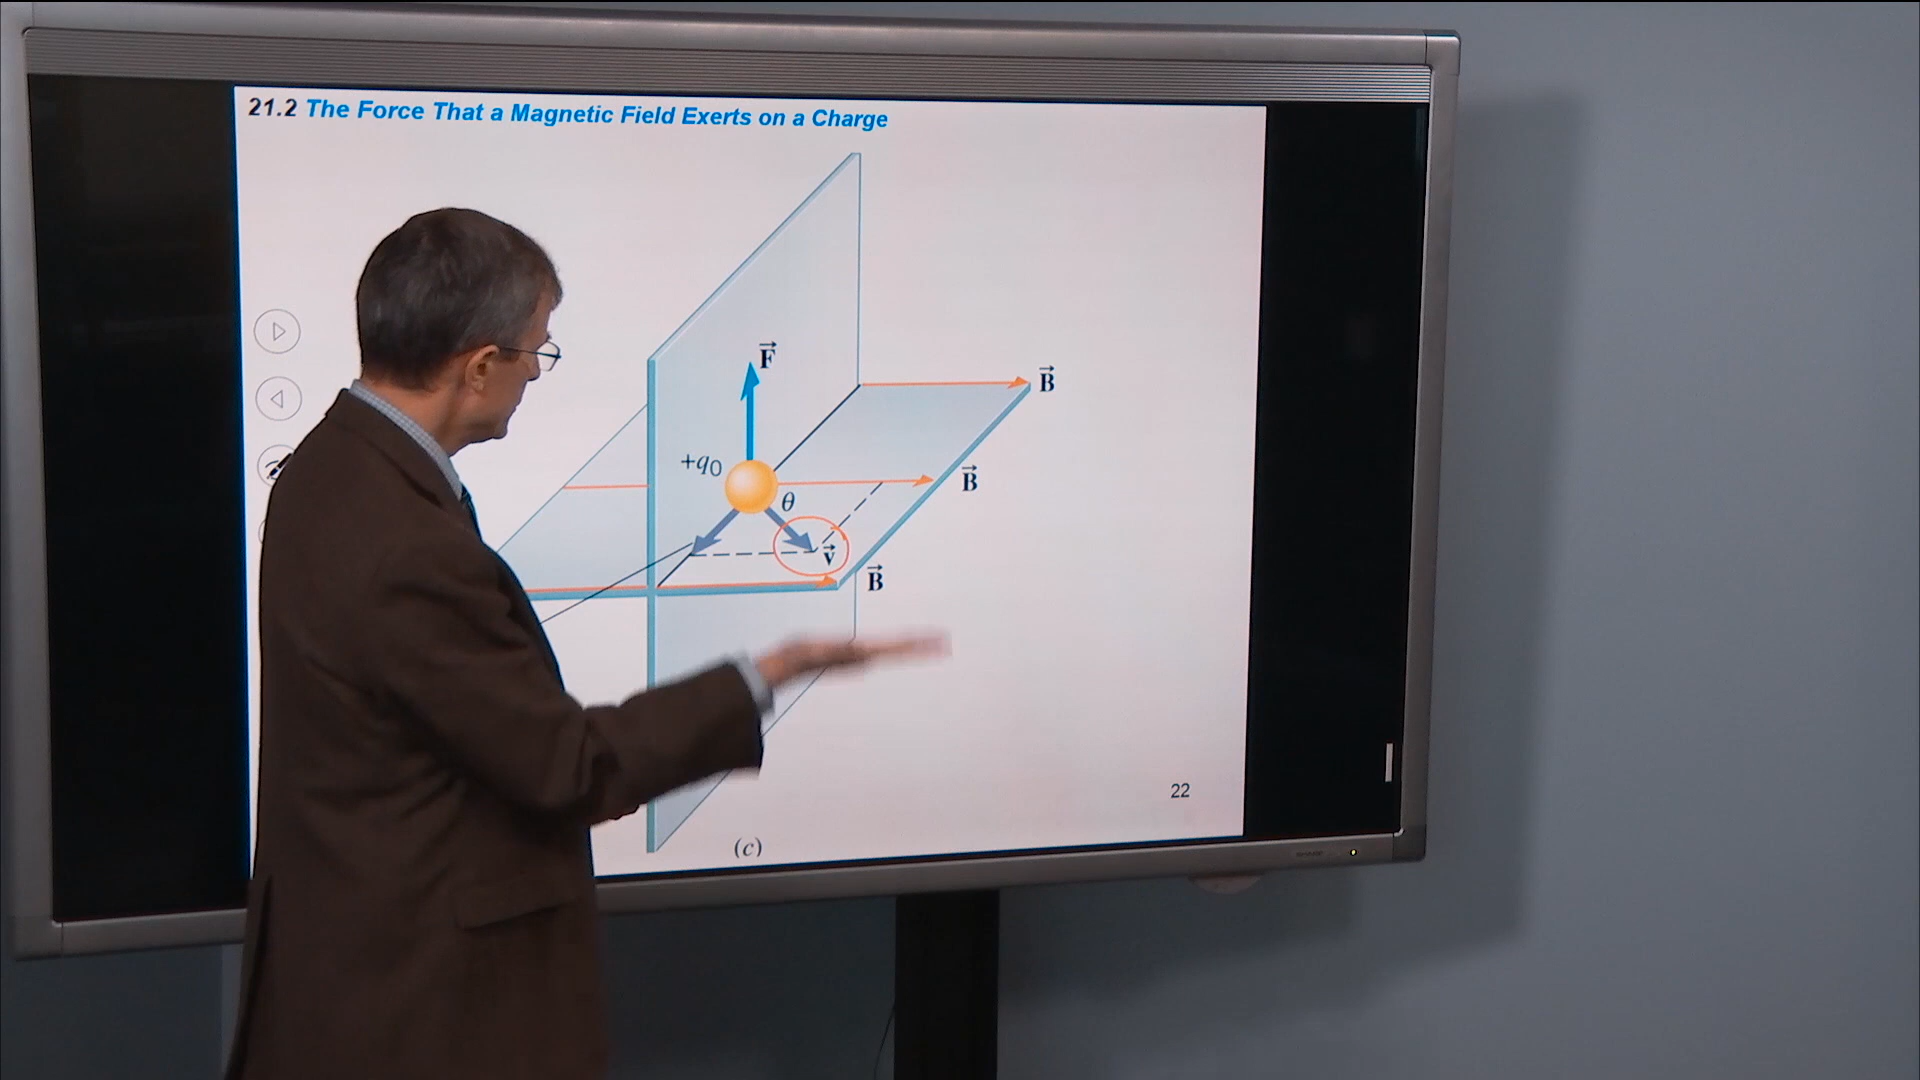 21.2 The Force That a Magnetic Field Exerts on a Charge
F⃗
B⃗
+q0
B⃗
θ
v⃗
B⃗
22
(c)